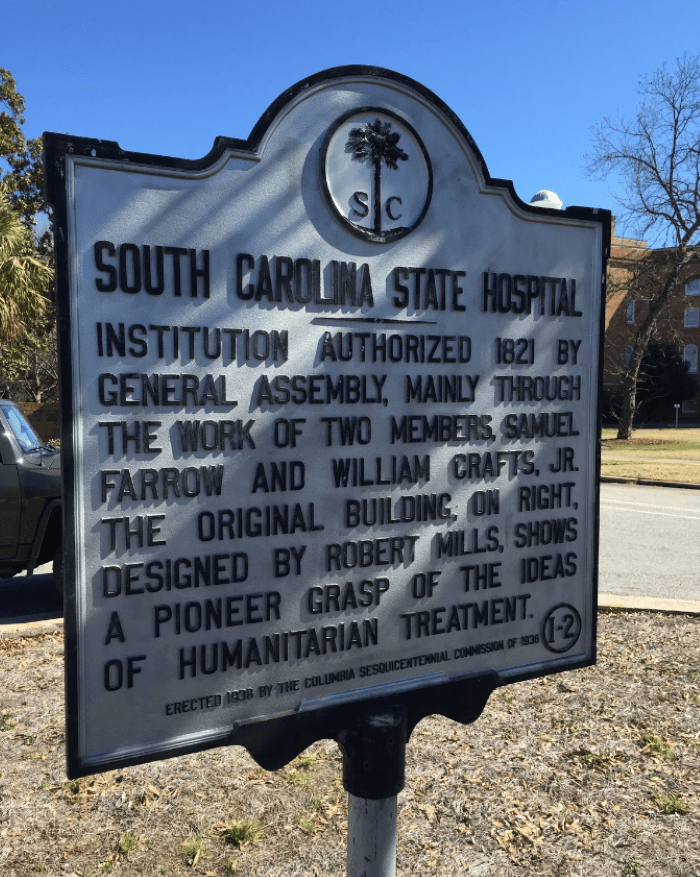 S C
SOUTH CAROLINA STATE HOSPITAL
INSTITUTION AUTHORIZED 1821 BY
GENERAL ASSEMBLY, MAINLY THROUGH
THE WORK OF TWO MEMBERS, SAMUEL
FARROW AND WILLIAM CRAFTS, JR.
THE ORIGINAL BUILDING, ON RIGHT,
DESIGNED BY ROBERT MILLS, SHOWS
A PIONEER GRASP OF THE IDEAS
OF HUMANITARIAN TREATMENT.
1-2
ERECTED 1938 BY THE COLUMBIA SESQUICENTENNIAL COMMISSION OF 1936